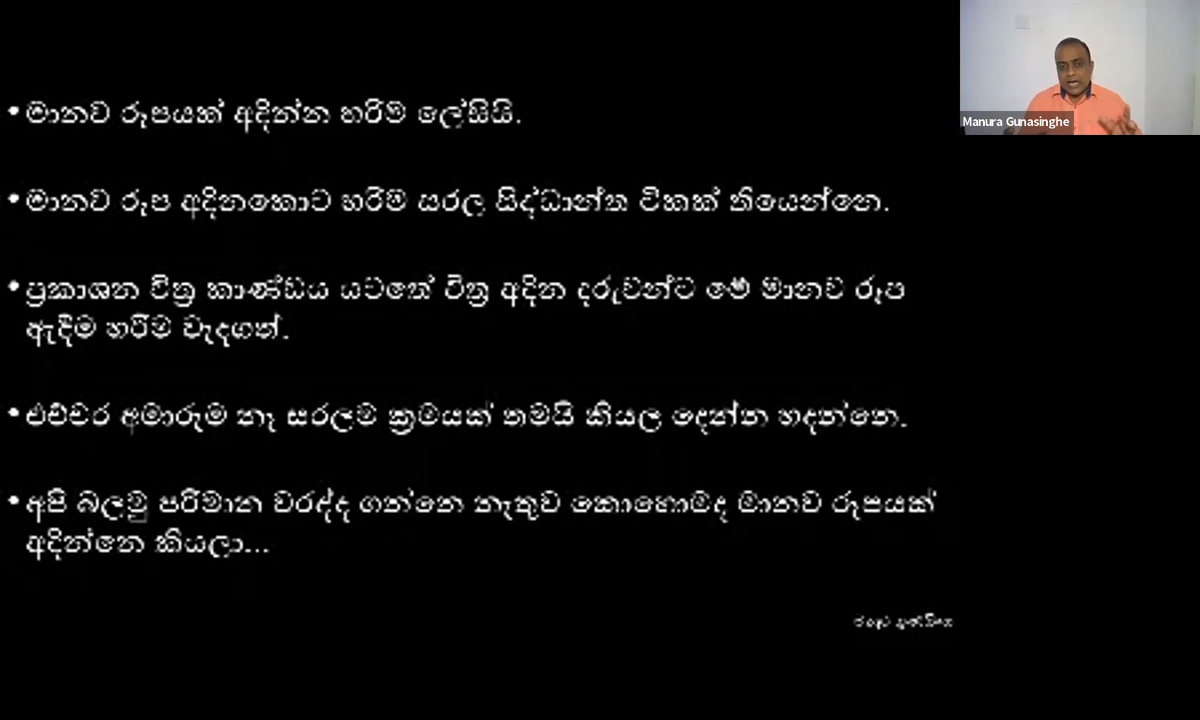 • මානව රූපයක් අඳින්න හරිම ලේසියි.
• මානව රූප අඳිනකොට හරිම සරල සිද්ධාන්ත ටිකක් තියෙන්නෙ.
• ප්‍රකාශන චිත්‍ර කාණ්ඩය යටතේ චිත්‍ර අඳින දරුවන්ට මේ මානව රූප
ඇඳීම හරිම වැදගත්.
• එච්චර අමාරුම නෑ සරලම ක්‍රමයක් තමයි කියල දෙන්න හදන්නෙ.
• අපි බලමු පරිමාන වරද්ද ගන්නෙ නැතුව කොහොමද මානව රූපයක්
අඳින්නෙ කියලා...
Manura Gunasinghe